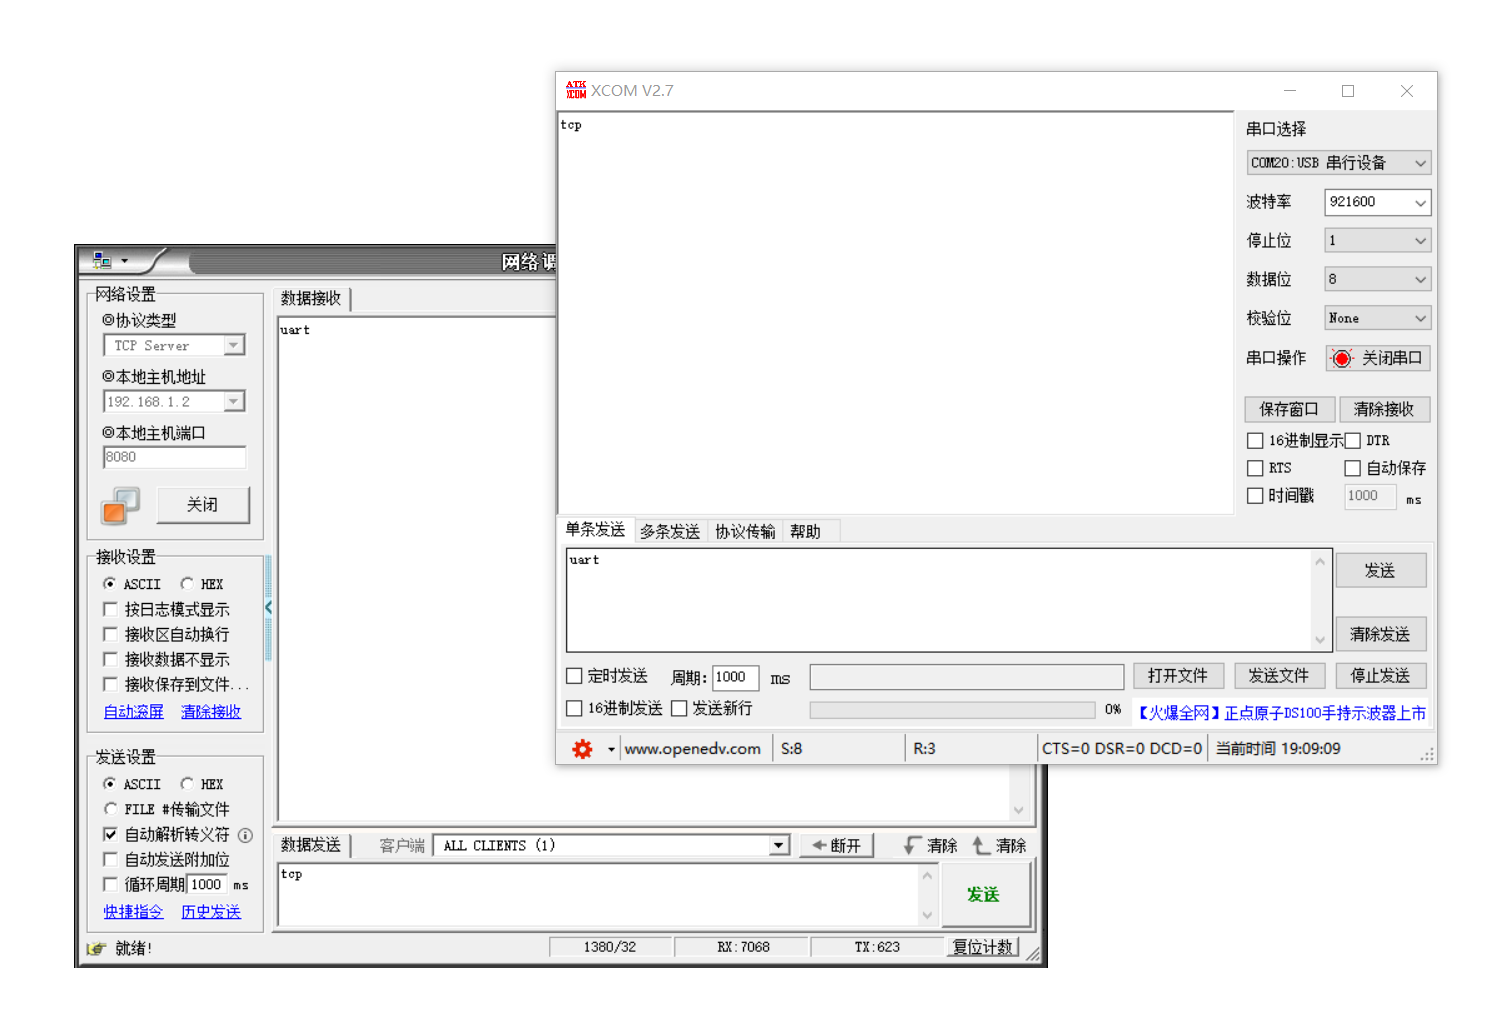 ATK
XCOM
XCOM V2.7
tcp
串口选择
COM20:USB 串行设备
波特率
921600
停止位
1
数据位
8
校验位
None
串口操作
关闭串口
保存窗口
清除接收
16进制显示
DTR
RTS
自动保存
时间戳
1000
ms
单条发送
多条发送
协议传输
帮助
uart
发送
清除发送
定时发送
周期:
1000
ms
打开文件
发送文件
停止发送
16进制发送
发送新行
0%
【火爆全网】正点原子DS100手持示波器上市
www.openedv.com
S:8
R:3
CTS=0 DSR=0 DCD=0
当前时间 19:09:09
网络调
网络设置
协议类型
TCP Server
本地主机地址
192.168.1.2
本地主机端口
8080
关闭
接收设置
ASCII
HEX
按日志模式显示
接收区自动换行
接收数据不显示
接收保存到文件...
自动滚屏
清除接收
发送设置
ASCII
HEX
FILE #传输文件
自动解析转义符
自动发送附加位
循环周期
1000
ms
快捷指令
历史发送
数据接收
uart
数据发送
客户端
ALL CLIENTS (1)
断开
清除
清除
tcp
发送
就绪!
1380/32
RX:7068
TX:623
复位计数